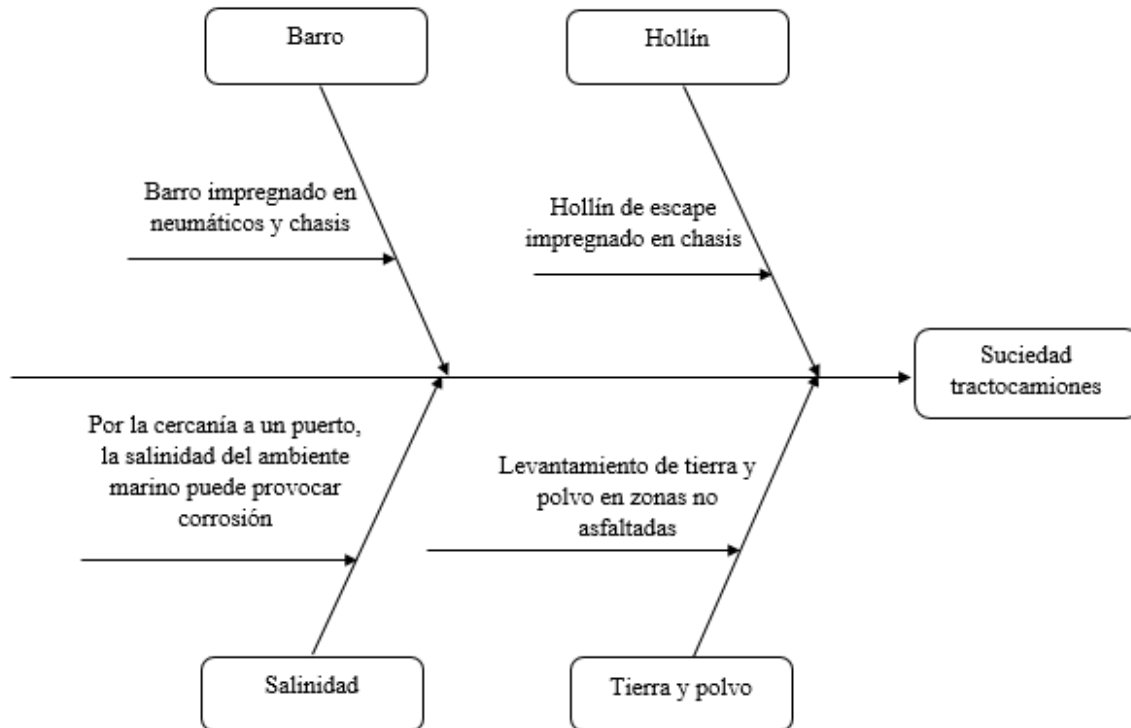 Barro
Hollín
Barro impregnado en
neumáticos y chasis
Hollín de escape
impregnado en chasis
Suciedad
tractocamiones
Por la cercanía a un puerto,
la salinidad del ambiente
marino puede provocar
corrosión
Levantamiento de tierra y
polvo en zonas no
asfaltadas
Salinidad
Tierra y polvo